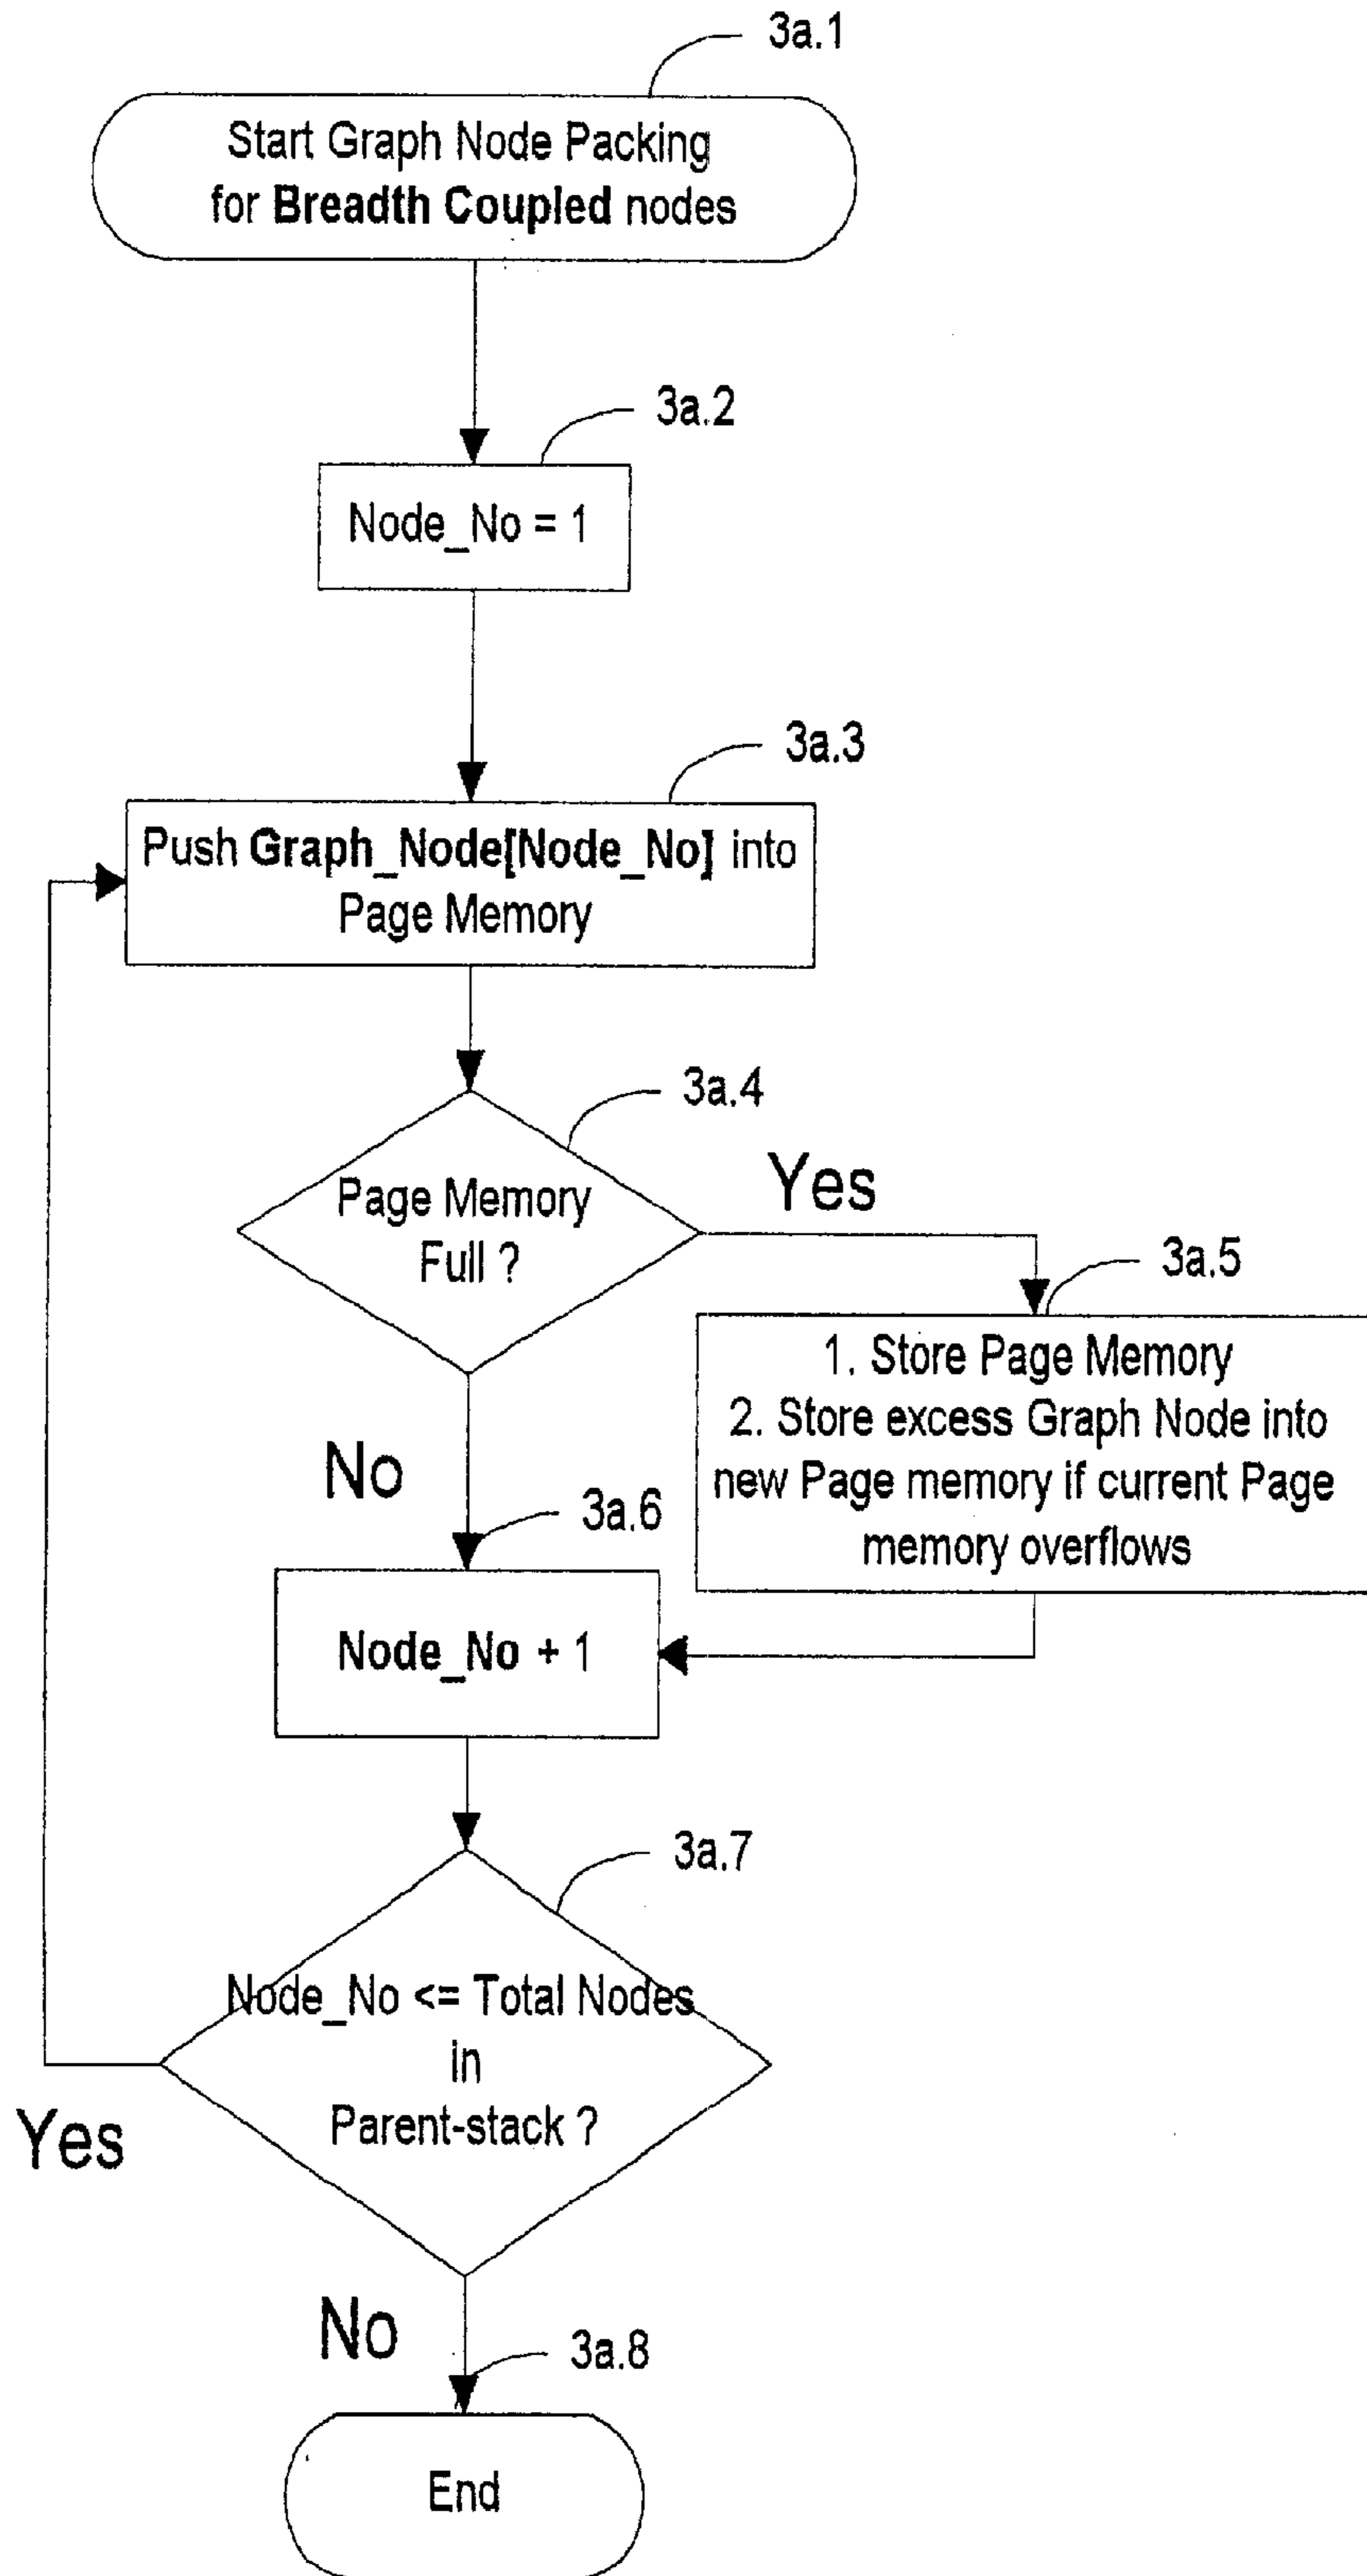 3a.1
Start Graph Node Packing
for Breadth Coupled nodes
3a.2
Node_No = 1
3a.3
Push Graph_Node[Node_No] into
Page Memory
3a.4
Page Memory
Full ?
Yes
3a.5
1. Store Page Memory
2. Store excess Graph Node into
new Page memory if current Page
memory overflows
No
3a.6
Node_No + 1
3a.7
Node_No <= Total Nodes
in
Parent-stack ?
Yes
No
3a.8
End